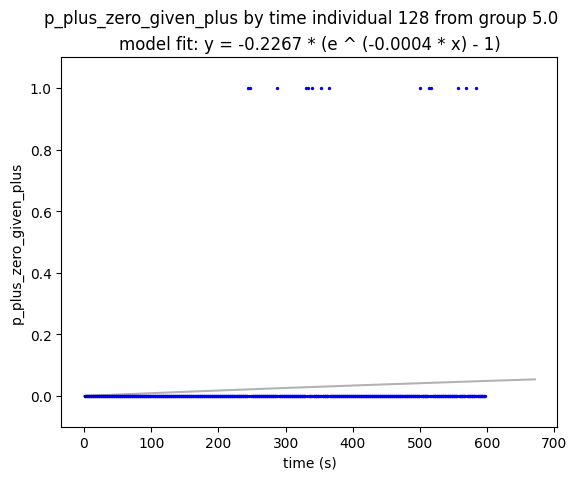 p_plus_zero_given_plus by time individual 128 from group 5.0
model fit: y = -0.2267 * (e ^ (-0.0004 * x) - 1)
1.0
0.8
0.6
0.4
0.2
0.0
p_plus_zero_given_plus
0 100 200 300 400 500 600 700
time (s)